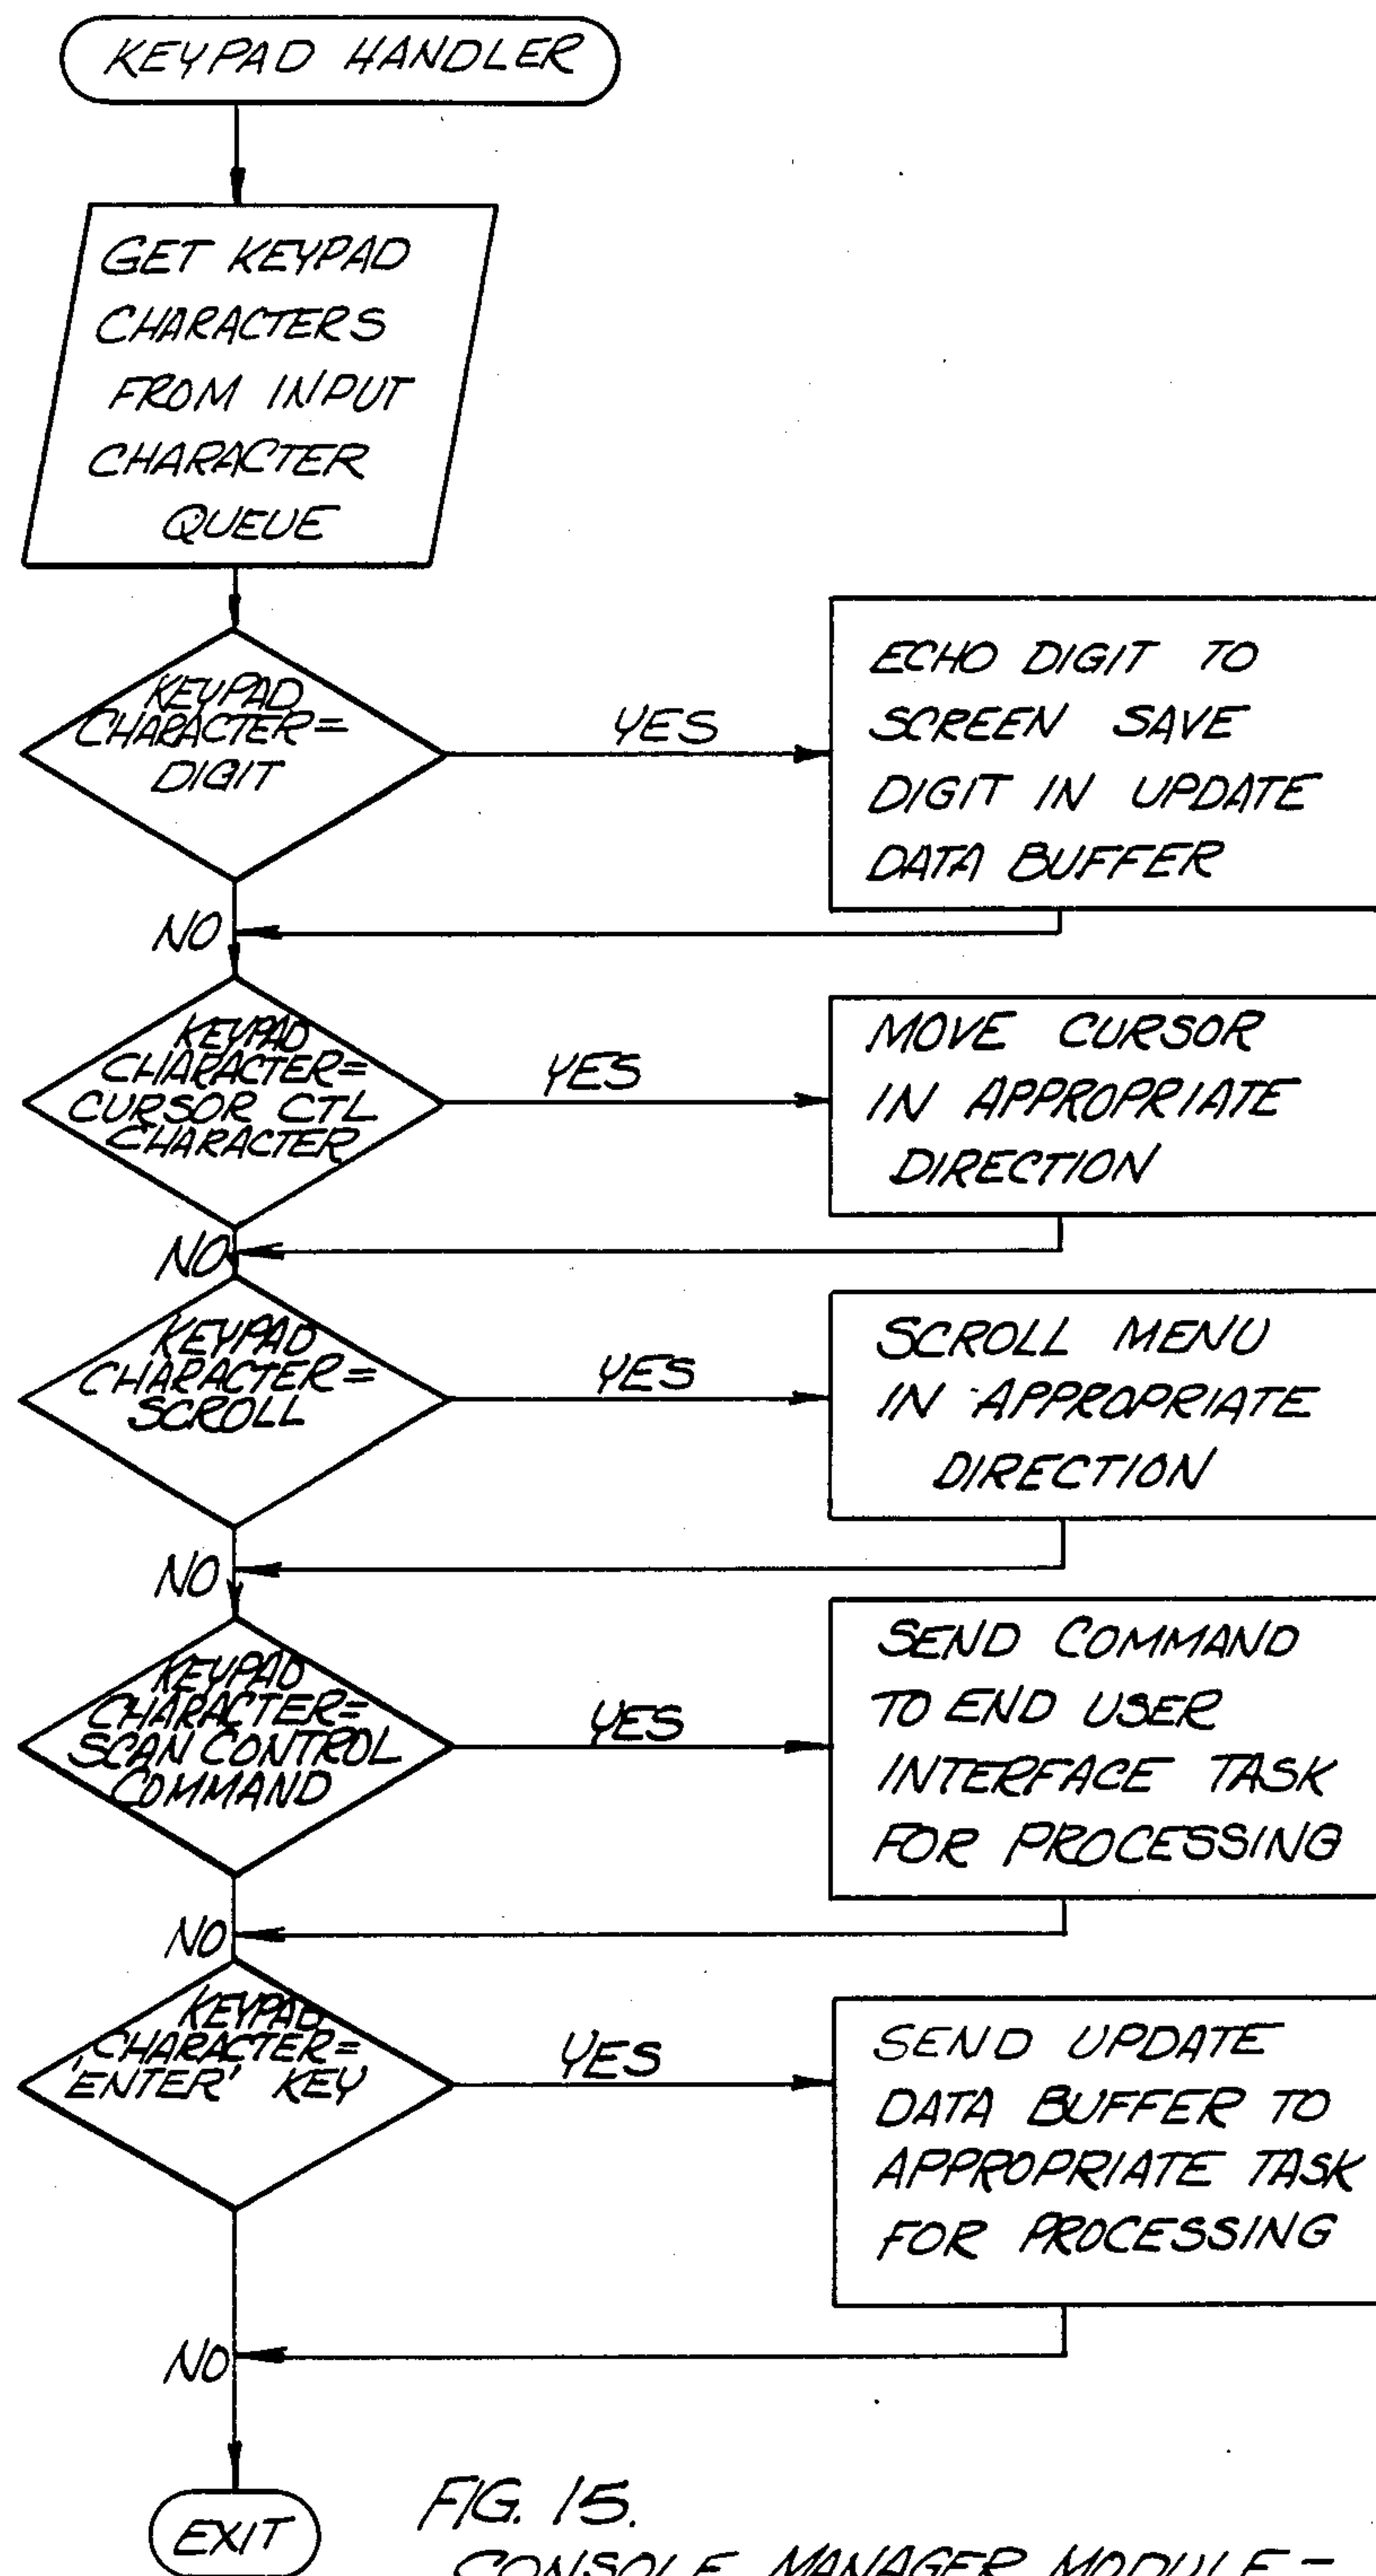 KEYPAD HANDLER
GET KEYPAD
CHARACTERS
FROM INPUT
CHARACTER
QUEUE
KEYPAD
CHARACTER=
DIGIT
YES
ECHO DIGIT TO
SCREEN SAVE
DIGIT IN UPDATE
DATA BUFFER
NO
KEYPAD
CHARACTER=
CURSOR CTL
CHARACTER
YES
MOVE CURSOR
IN APPROPRIATE
DIRECTION
NO
KEYPAD
CHARACTER=
SCROLL
YES
SCROLL MENU
IN APPROPRIATE
DIRECTION
NO
KEYPAD
CHARACTER=
SCAN CONTROL
COMMAND
YES
SEND COMMAND
TO END USER
INTERFACE TASK
FOR PROCESSING
NO
KEYPAD
CHARACTER=
'ENTER' KEY
YES
SEND UPDATE
DATA BUFFER TO
APPROPRIATE TASK
FOR PROCESSING
NO
EXIT
FIG. 15.
CONSOLE MANAGER MODULE-